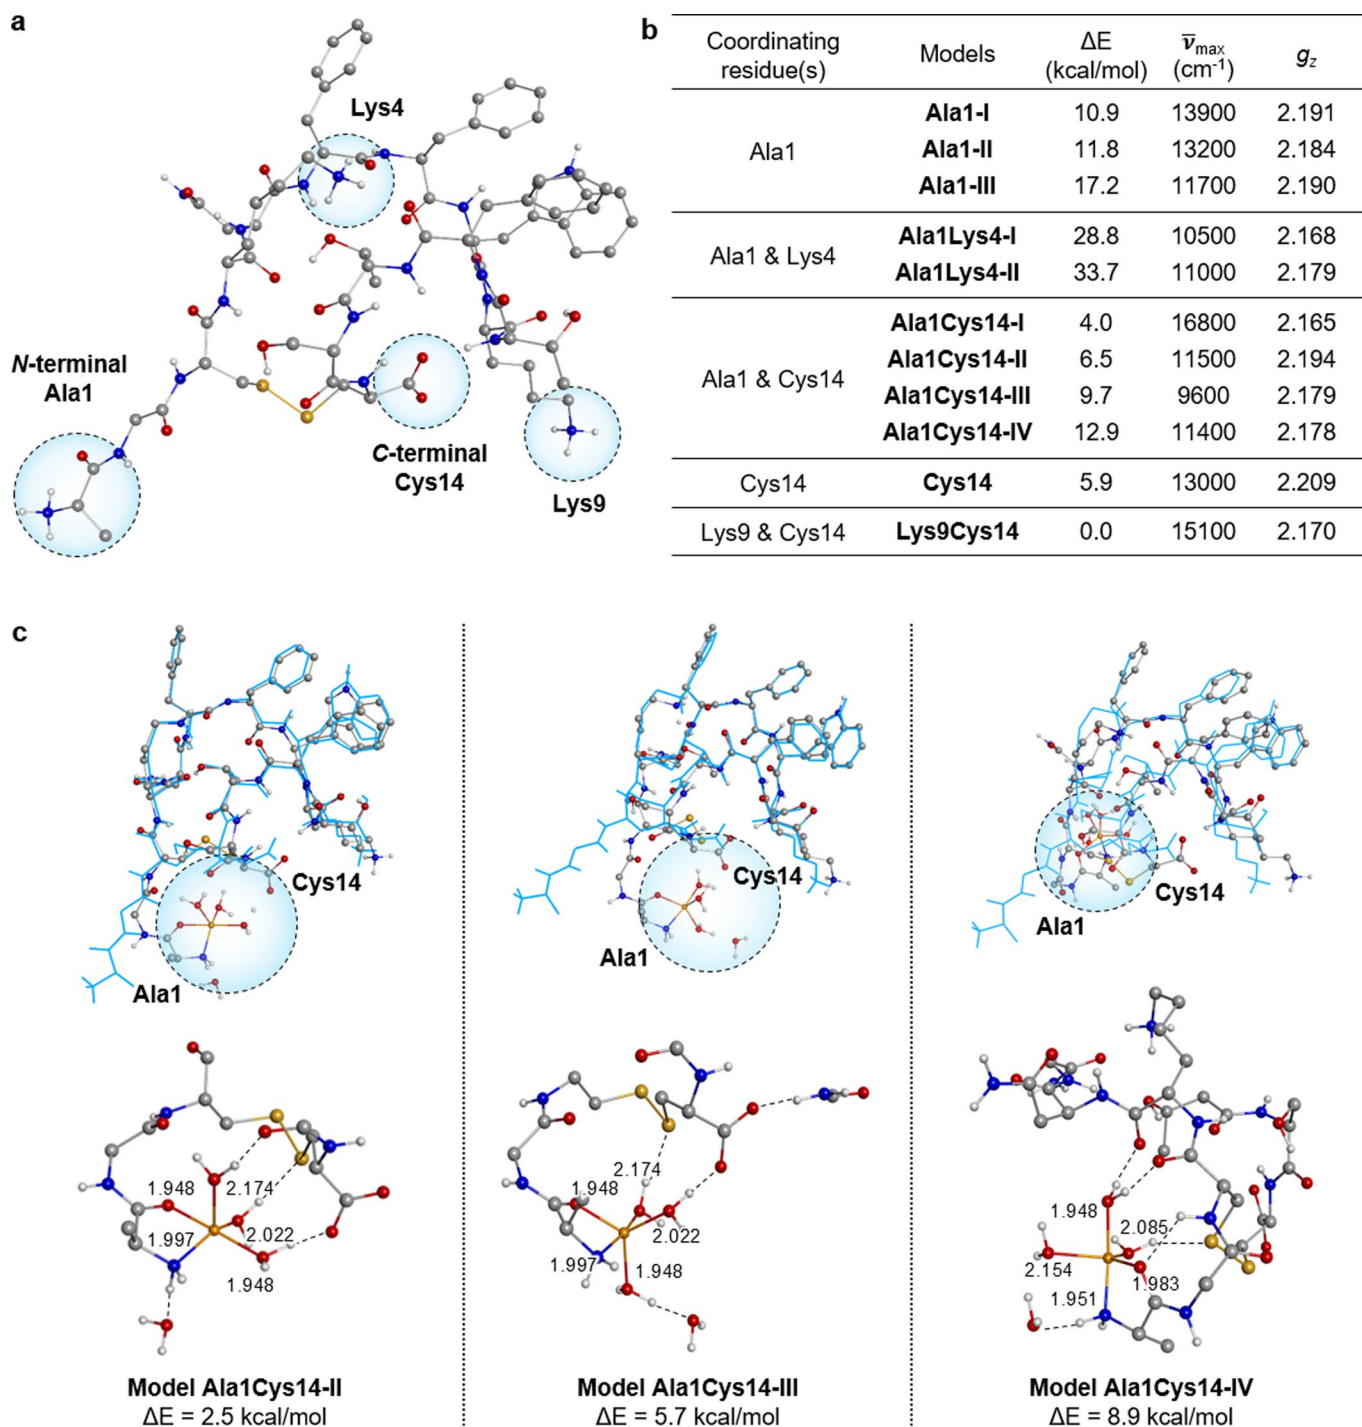 a
Lys4
N-terminal
Ala1
C-terminal
Cys14
Lys9
b
Coordinating residue(s) Models ΔE (kcal/mol) ν̅max (cm-1) gz
Ala1
Ala1-I 10.9 13900 2.191
Ala1-II 11.8 13200 2.184
Ala1-III 17.2 11700 2.190
Ala1 & Lys4
Ala1Lys4-I 28.8 10500 2.168
Ala1Lys4-II 33.7 11000 2.179
Ala1 & Cys14
Ala1Cys14-I 4.0 16800 2.165
Ala1Cys14-II 6.5 11500 2.194
Ala1Cys14-III 9.7 9600 2.179
Ala1Cys14-IV 12.9 11400 2.178
Cys14 Cys14 5.9 13000 2.209
Lys9 & Cys14 Lys9Cys14 0.0 15100 2.170
c
Cys14
Ala1
1.948
2.174
1.997
2.022
1.948
Model Ala1Cys14-II
ΔE = 2.5 kcal/mol
Cys14
Ala1
2.174
1.948
2.022
1.997
1.948
Model Ala1Cys14-III
ΔE = 5.7 kcal/mol
Cys14
Ala1
1.948
2.085
2.154
1.983
1.951
Model Ala1Cys14-IV
ΔE = 8.9 kcal/mol